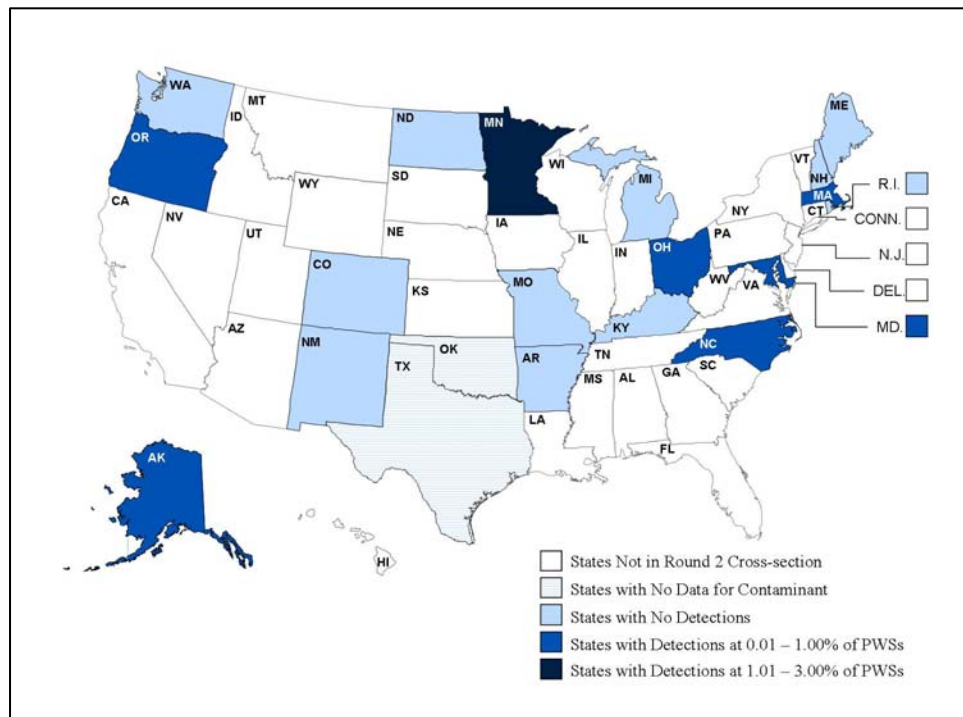 WA
MT
ME
ND
MN
OR
ID
VT
WI
NH
SD
MI
MA
R.I.
WY
CT
CONN.
CA
NY
IA
NV
NE
PA
N.J.
UT
IL
IN
OH
CO
WV
DEL.
MO
VA
KS
KY
MD.
AZ
NM
OK
TN
NC
TX
AR
SC
MS
AL
GA
LA
FL
AK
HI
States Not in Round 2 Cross-section
States with No Data for Contaminant
States with No Detections
States with Detections at 0.01 – 1.00% of PWSs
States with Detections at 1.01 – 3.00% of PWSs